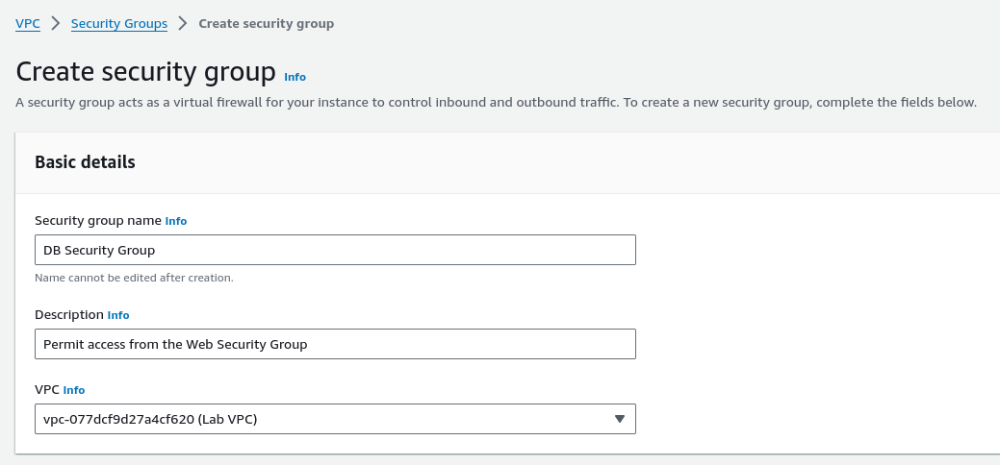 VPC > Security Groups > Create security group
Create security group Info
A security group acts as a virtual firewall for your instance to control inbound and outbound traffic. To create a new security group, complete the fields below.
Basic details
Security group name Info
DB Security Group
Name cannot be edited after creation.
Description Info
Permit access from the Web Security Group
VPC Info
vpc-077dcf9d27a4cf620 (Lab VPC)